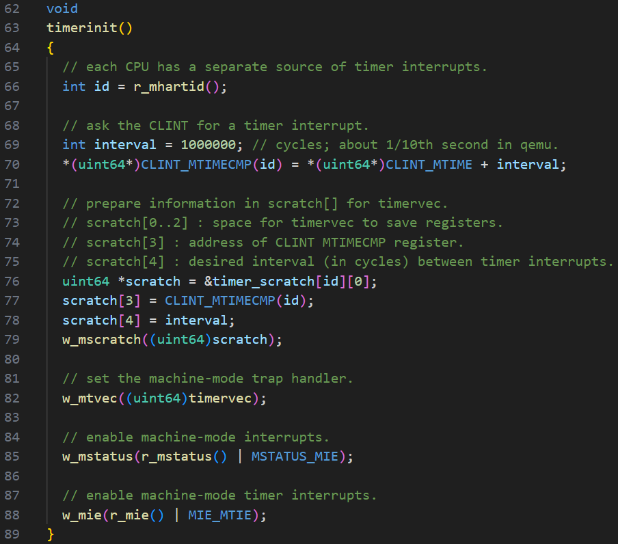 62 void
63 timerinit()
64 {
65 // each CPU has a separate source of timer interrupts.
66 int id = r_mhartid();
67
68 // ask the CLINT for a timer interrupt.
69 int interval = 1000000; // cycles; about 1/10th second in qemu.
70 *(uint64*)CLINT_MTIMECMP(id) = *(uint64*)CLINT_MTIME + interval;
71
72 // prepare information in scratch[] for timervec.
73 // scratch[0..2] : space for timervec to save registers.
74 // scratch[3] : address of CLINT MTIMECMP register.
75 // scratch[4] : desired interval (in cycles) between timer interrupts.
76 uint64 *scratch = &timer_scratch[id][0];
77 scratch[3] = CLINT_MTIMECMP(id);
78 scratch[4] = interval;
79 w_mscratch((uint64)scratch);
80
81 // set the machine-mode trap handler.
82 w_mtvec((uint64)timervec);
83
84 // enable machine-mode interrupts.
85 w_mstatus(r_mstatus() | MSTATUS_MIE);
86
87 // enable machine-mode timer interrupts.
88 w_mie(r_mie() | MIE_MTIE);
89 }